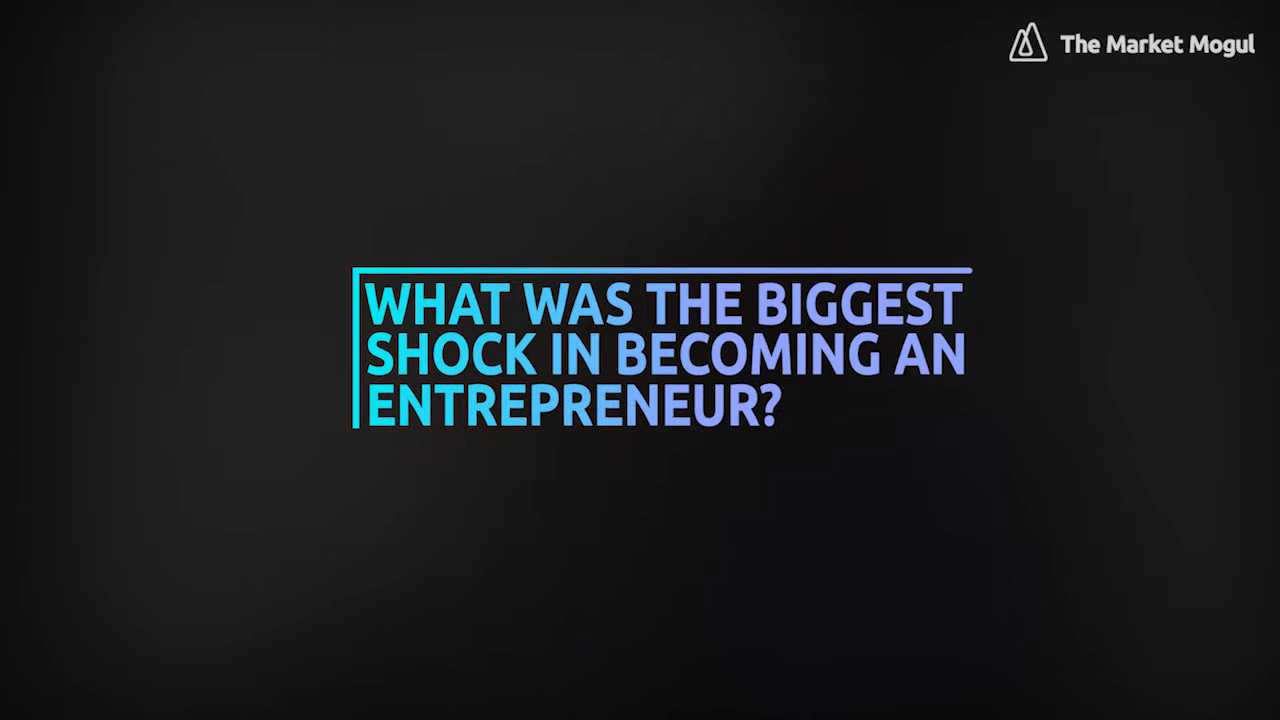 The Market Mogul
WHAT WAS THE BIGGEST
SHOCK IN BECOMING AN
ENTREPRENEUR?